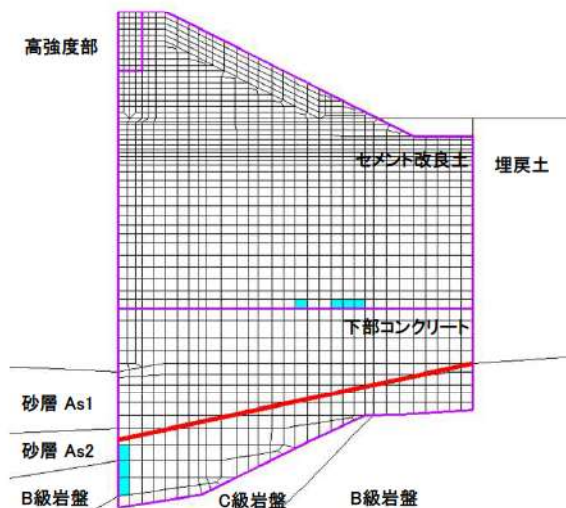 高強度部
セメント改良土
埋戻土
下部コンクリート
砂層 As1
砂層 As2
B級岩盤
C級岩盤
B級岩盤